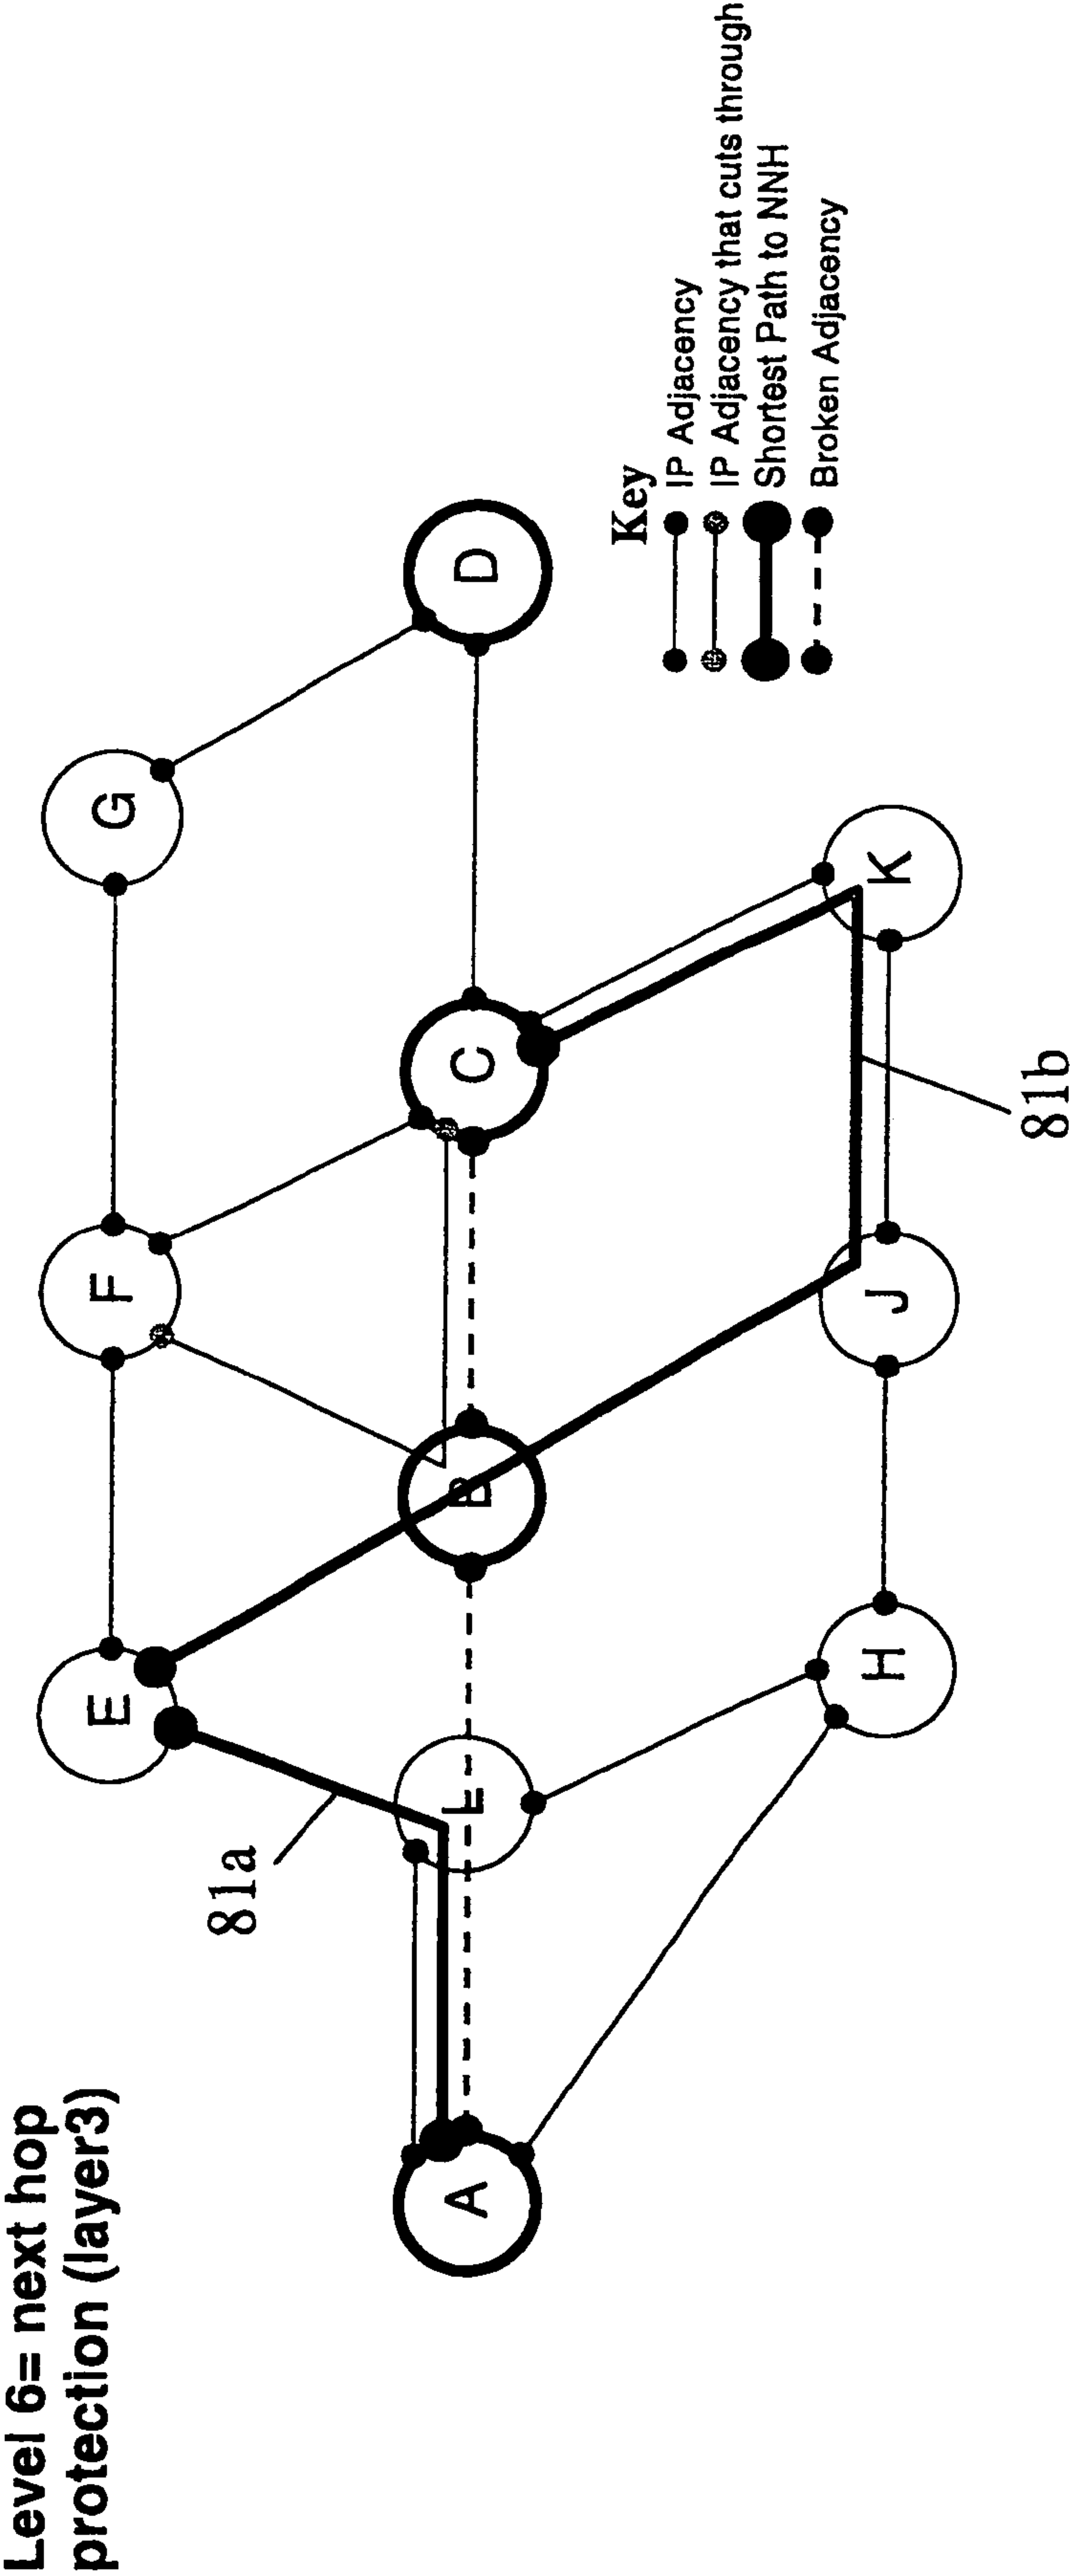 Level 6= next hop
protection (layer3)
E
F
G
81a
A
L
B
C
D
H
J
K
81b
Key
IP Adjacency
IP Adjacency that cuts through
Shortest Path to NNH
Broken Adjacency